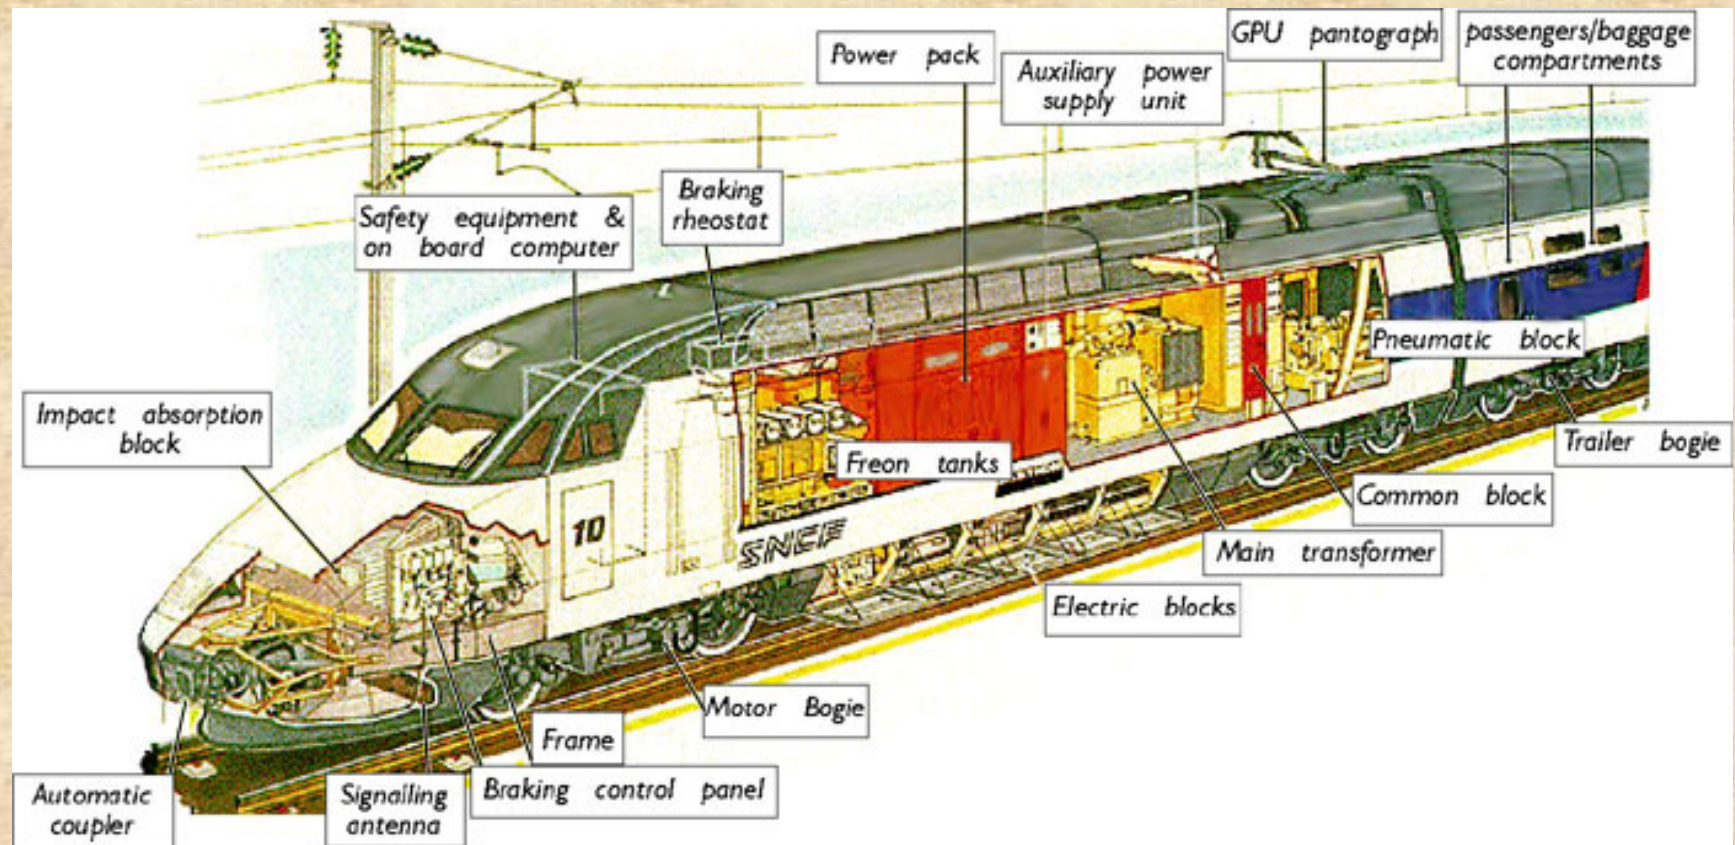 GPU pantograph
passengers/baggage
compartments
Power pack
Auxiliary power
supply unit
Braking
rheostat
Safety equipment &
on board computer
Pneumatic block
Impact absorption
block
Trailer bogie
Freon tanks
Common block
10
SNCF
Main transformer
Electric blocks
Motor Bogie
Frame
Braking control panel
Automatic
coupler
Signailing
antenna